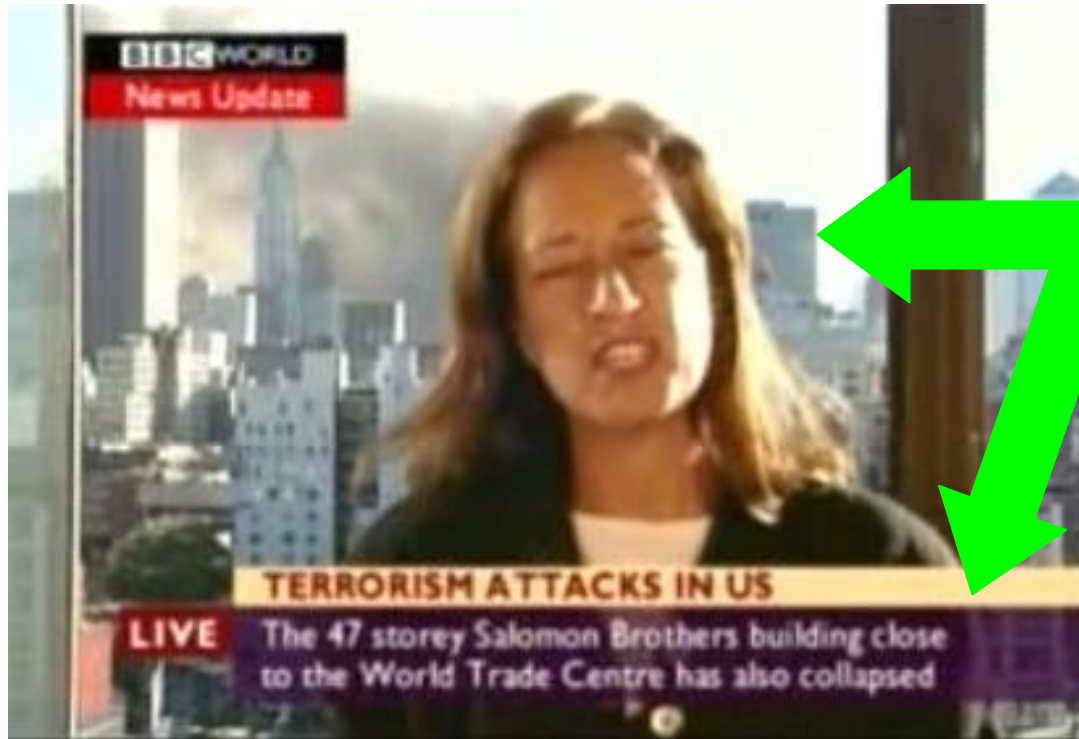 BBC WORLD
News Update
TERRORISM ATTACKS IN US
LIVE
The 47 storey Salomon Brothers building close
to the World Trade Centre has also collapsed